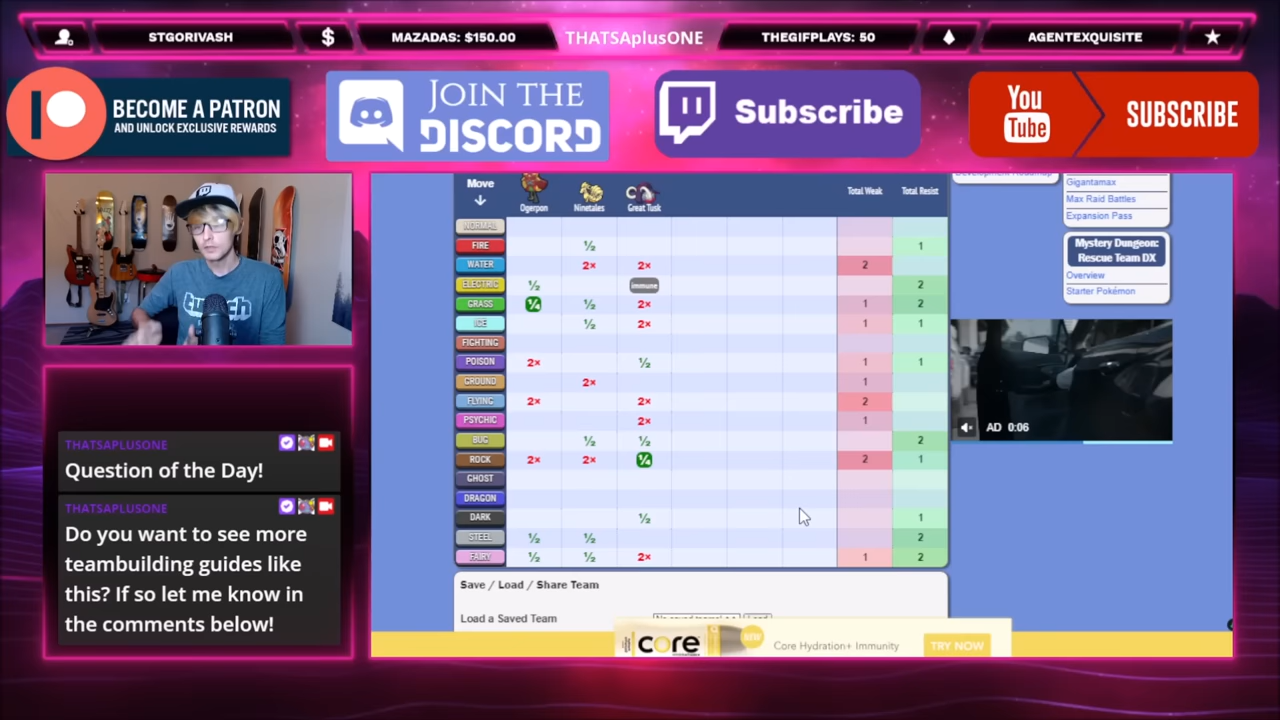 STGORIVASH
$
MAZADAS: $150.00
THATSAplusONE
THEGIFPLAYS: 50
AGENTEXQUISITE
BECOME A PATRON
AND UNLOCK EXCLUSIVE REWARDS
JOIN THE
DISCORD
Subscribe
You
Tube
SUBSCRIBE
Move
Ogerpon
Ninetales
Great Tusk
Total Weak
Total Resist
NORMAL
FIRE ½ 1
WATER 2× 2× 2
ELECTRIC ½ immune 2
GRASS ¼ ½ 2× 1 2
ICE ½ 2× 1 1
FIGHTING
POISON 2× ½ 1 1
GROUND 2× 1
FLYING 2× 2× 2
PSYCHIC 2× 1
BUG ½ ½ 2
ROCK 2× 2× ¼ 2 1
GHOST
DRAGON
DARK ½ 1
STEEL ½ ½ 2
FAIRY ½ ½ 2× 1 2
Save / Load / Share Team
Load a Saved Team
Gigantamax
Max Raid Battles
Expansion Pass
Mystery Dungeon:
Rescue Team DX
Overview
Starter Pokémon
AD 0:06
core
NEW
Core Hydration+ Immunity
TRY NOW
THATSAPLUSONE
Question of the Day!
THATSAPLUSONE
Do you want to see more
teambuilding guides like
this? If so let me know in
the comments below!